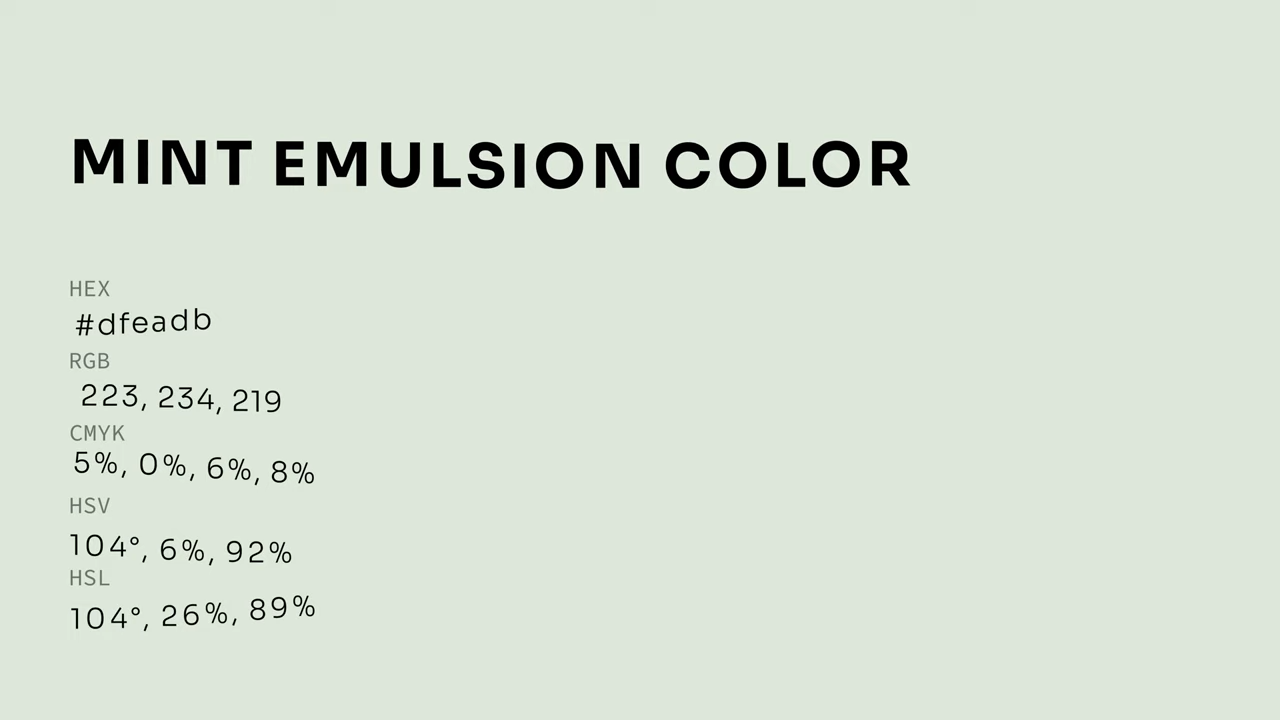 MINT EMULSION COLOR
HEX
#dfeadb
RGB
223, 234, 219
CMYK
5%, 0%, 6%, 8%
HSV
104°, 6%, 92%
HSL
104°, 26%, 89%